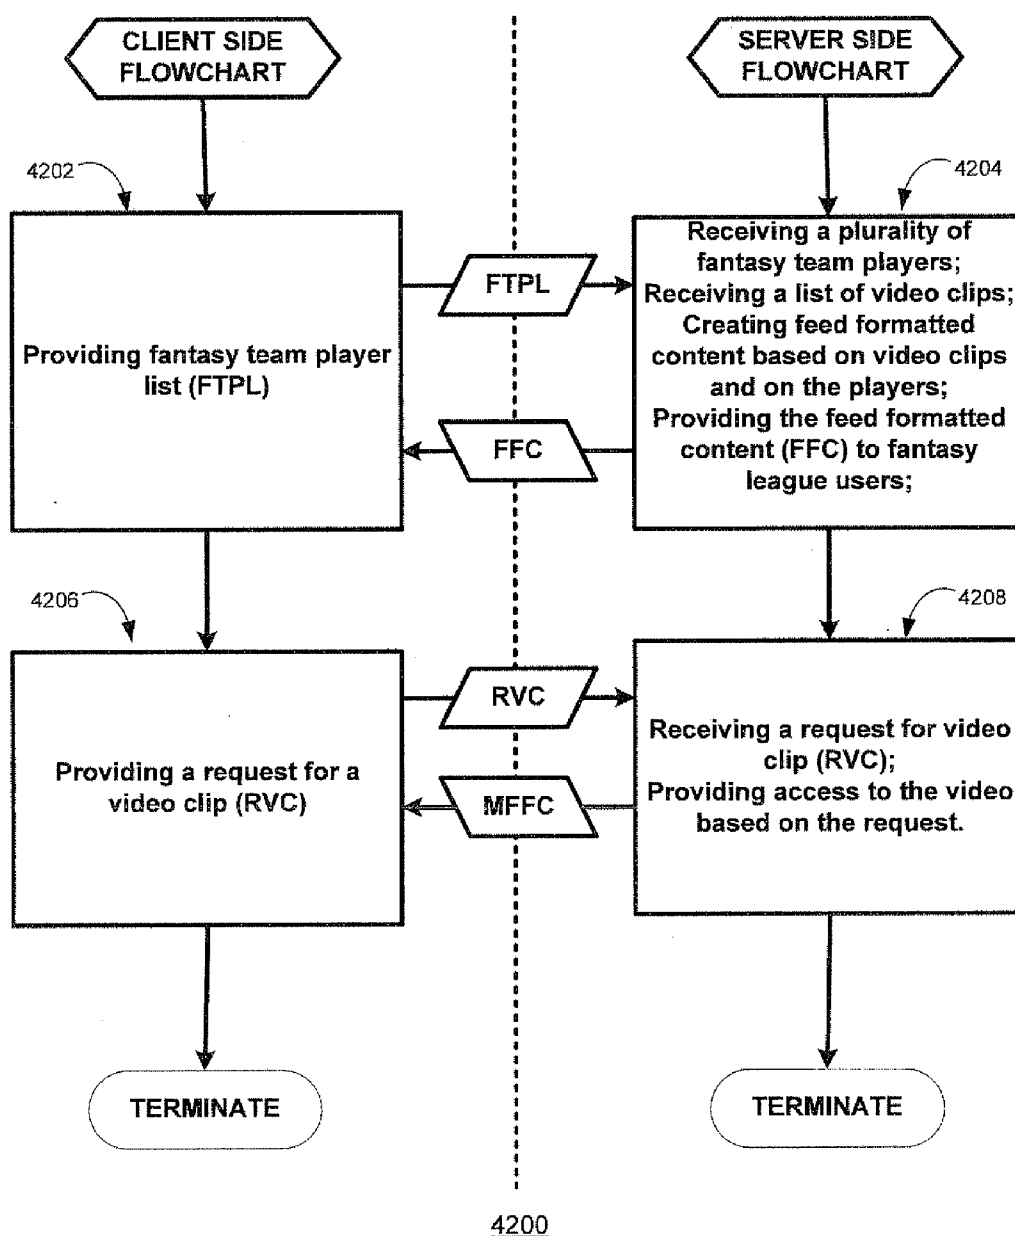 CLIENT SIDE
FLOWCHART
SERVER SIDE
FLOWCHART
4202
4204
Providing fantasy team player
list (FTPL)
FTPL
FFC
Receiving a plurality of
fantasy team players;
Receiving a list of video clips;
Creating feed formatted
content based on video clips
and on the players;
Providing the feed formatted
content (FFC) to fantasy
league users;
4206
4208
Providing a request for a
video clip (RVC)
RVC
MFFC
Receiving a request for video
clip (RVC);
Providing access to the video
based on the request.
TERMINATE
TERMINATE
4200